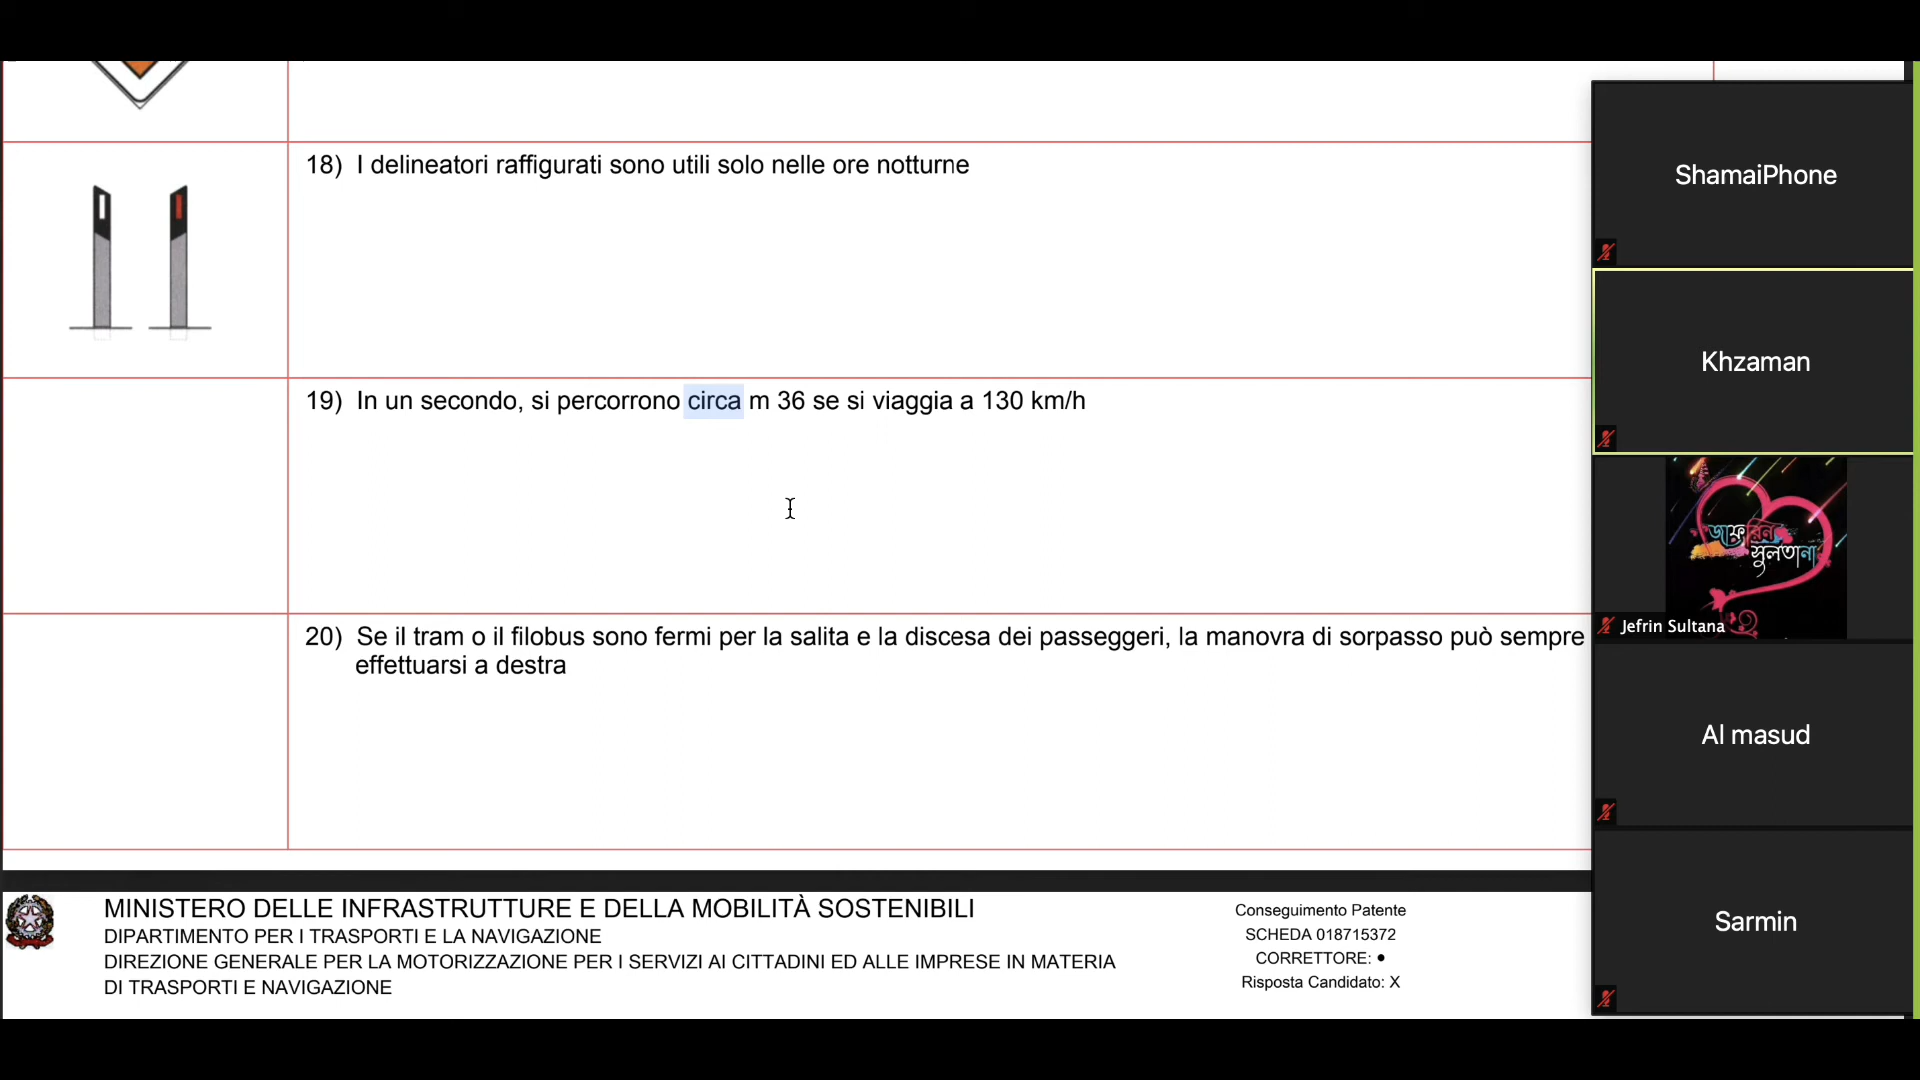 18) I delineatori raffigurati sono utili solo nelle ore notturne
19) In un secondo, si percorrono circa m 36 se si viaggia a 130 km/h
20) Se il tram o il filobus sono fermi per la salita e la discesa dei passeggeri, la manovra di sorpasso può sempre
effettuarsi a destra
MINISTERO DELLE INFRASTRUTTURE E DELLA MOBILITÀ SOSTENIBILI
DIPARTIMENTO PER I TRASPORTI E LA NAVIGAZIONE
DIREZIONE GENERALE PER LA MOTORIZZAZIONE PER I SERVIZI AI CITTADINI ED ALLE IMPRESE IN MATERIA
DI TRASPORTI E NAVIGAZIONE
Conseguimento Patente
SCHEDA 018715372
CORRETTORE: ●
Risposta Candidato: X
ShamaiPhone
Khzaman
জাফরিন
সুলতানা
Jefrin Sultana
Al masud
Sarmin